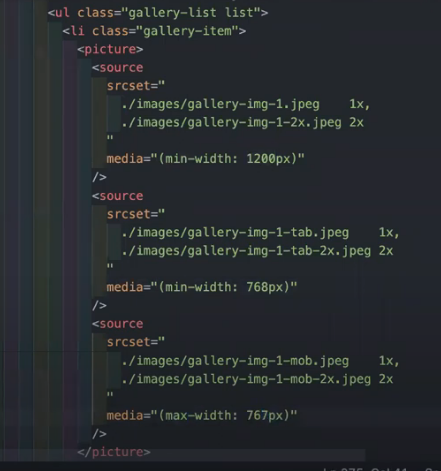 <ul class="gallery-list list">
<li class="gallery-item">
<picture>
<source
srcset="
./images/gallery-img-1.jpeg    1x,
./images/gallery-img-1-2x.jpeg 2x
"
media="(min-width: 1200px)"
/>
<source
srcset="
./images/gallery-img-1-tab.jpeg    1x,
./images/gallery-img-1-tab-2x.jpeg 2x
"
media="(min-width: 768px)"
/>
<source
srcset="
./images/gallery-img-1-mob.jpeg    1x,
./images/gallery-img-1-mob-2x.jpeg 2x
"
media="(max-width: 767px)"
/>
</picture>